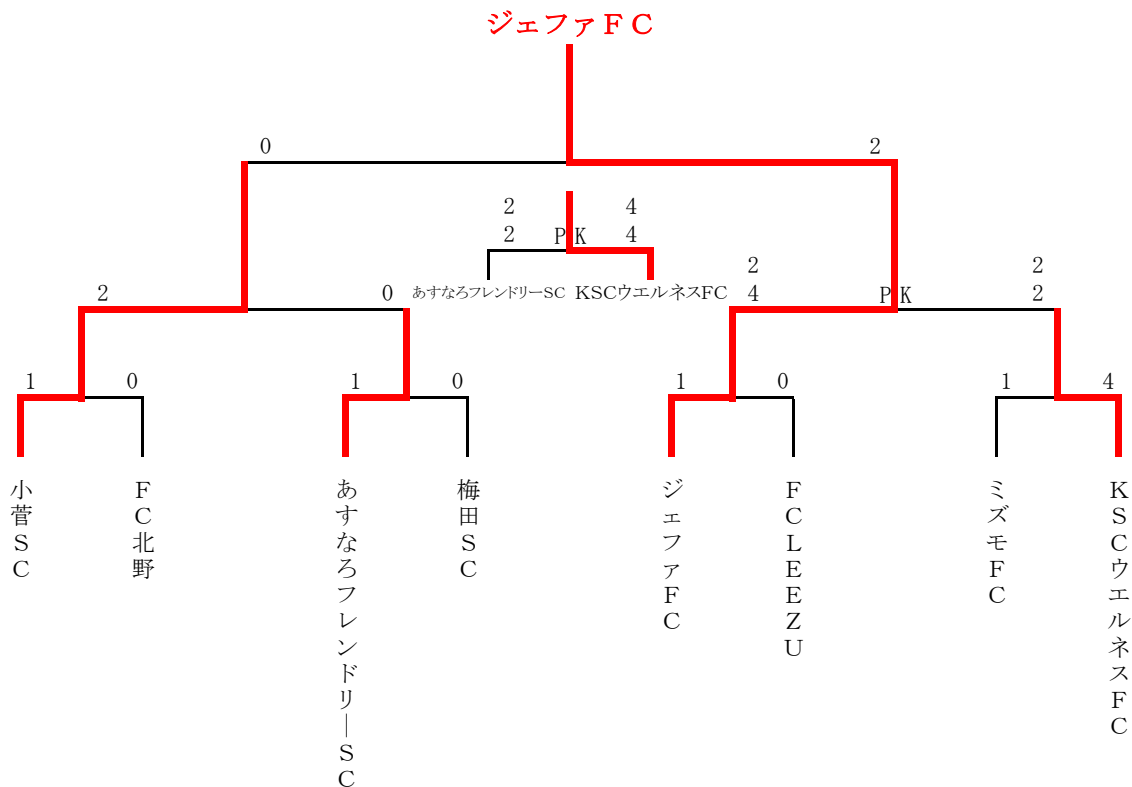 ジェファＦＣ
0 2
2 4
2 PK 4
2 2
あすなろフレンドリーSC KSCウエルネスFC
2 0 4 PK 2
1 0 1 0 1 0 1 4
小菅ＳＣ
ＦＣ北野
あすなろフレンドリーＳＣ
梅田ＳＣ
ジェファＦＣ
ＦＣＬＥＥＺＵ
ミズモＦＣ
ＫＳＣウエルネスＦＣ